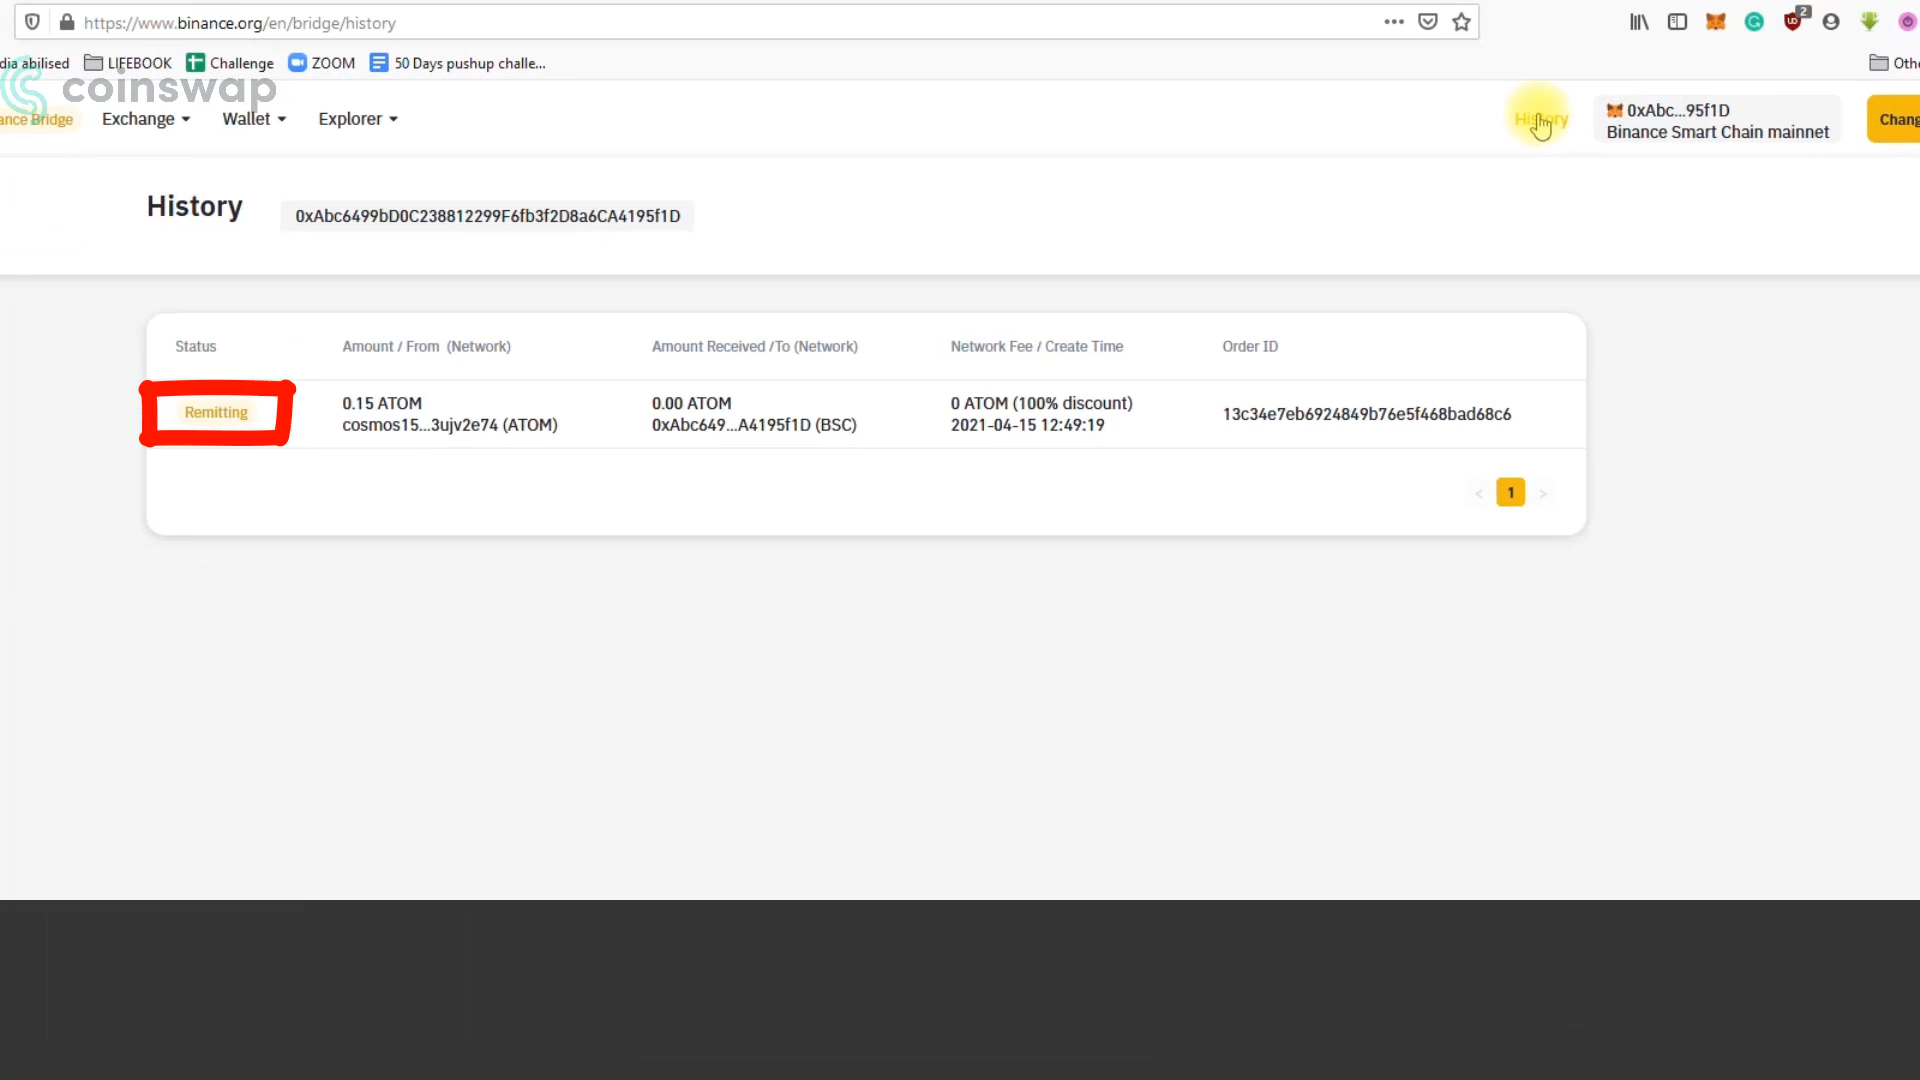 https://www.binance.org/en/bridge/history
2
dia abilised LIFEBOOK Challenge ZOOM 50 Days pushup challe... Othe
coinswap
ance Bridge Exchange Wallet Explorer History 0xAbc...95f1D
Binance Smart Chain mainnet
Chang
History 0xAbc6499bD0C238812299F6fb3f2D8a6CA4195f1D
Status Amount / From (Network) Amount Received /To (Network) Network Fee / Create Time Order ID
Remitting 0.15 ATOM 0.00 ATOM 0 ATOM (100% discount) 13c34e7eb6924849b76e5f468bad68c6
cosmos15...3ujv2e74 (ATOM) 0xAbc649...A4195f1D (BSC) 2021-04-15 12:49:19
< 1 >